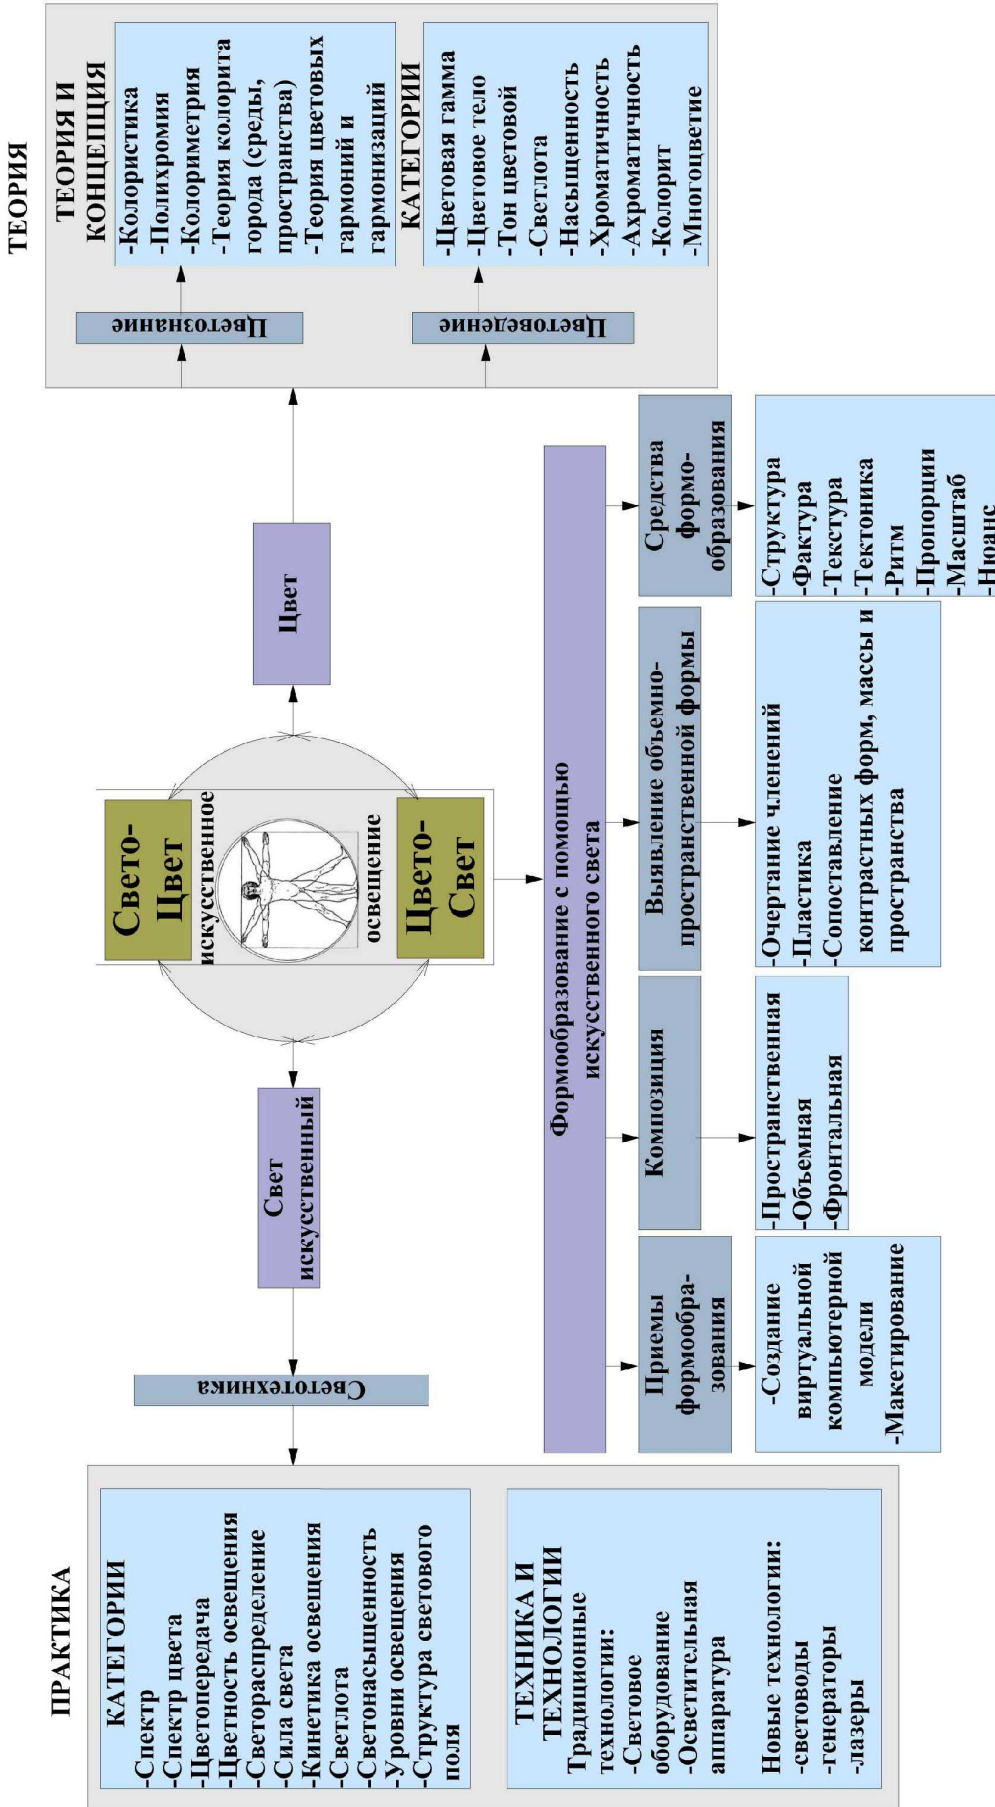 ПРАКТИКА
КАТЕГОРИИ
-Спектр
-Спектр цвета
-Цветопередача
-Цветность освещения
-Светораспределение
-Сила света
-Кинетика освещения
-Светлота
-Светонасыщенность
-Уровни освещения
-Структура светового
поля
ТЕХНИКА И
ТЕХНОЛОГИИ
Традиционные
технологии:
-Световое
оборудование
-Осветительная
аппаратура
Новые технологии:
-световоды
-генераторы
-лазеры
Светотехника
Свет
искусственный
Свето-
Цвет
искусственное
освещение
Цвето-
Свет
Цвет
ТЕОРИЯ
Цветознание
ТЕОРИЯ И
КОНЦЕПЦИЯ
-Колористика
-Полихромия
-Колориметрия
-Теория колорита
города (среды,
пространства)
-Теория цветовых
гармоний и
гармонизаций
Цветоведение
КАТЕГОРИИ
-Цветовая гамма
-Цветовое тело
-Тон цветовой
-Светлота
-Насыщенность
-Хроматичность
-Ахроматичность
-Колорит
-Многоцветие
Формообразование с помощью
искусственного света
Приемы
формообра-
зования
-Создание
виртуальной
компьютерной
модели
-Макетирование
Композиция
-Пространственная
-Объемная
-Фронтальная
Выявление объемно-
пространственной формы
-Очертание членений
-Пластика
-Сопоставление
контрастных форм, массы и
пространства
Средства
формо-
образования
-Структура
-Фактура
-Текстура
-Тектоника
-Ритм
-Пропорции
-Масштаб
-Нюанс